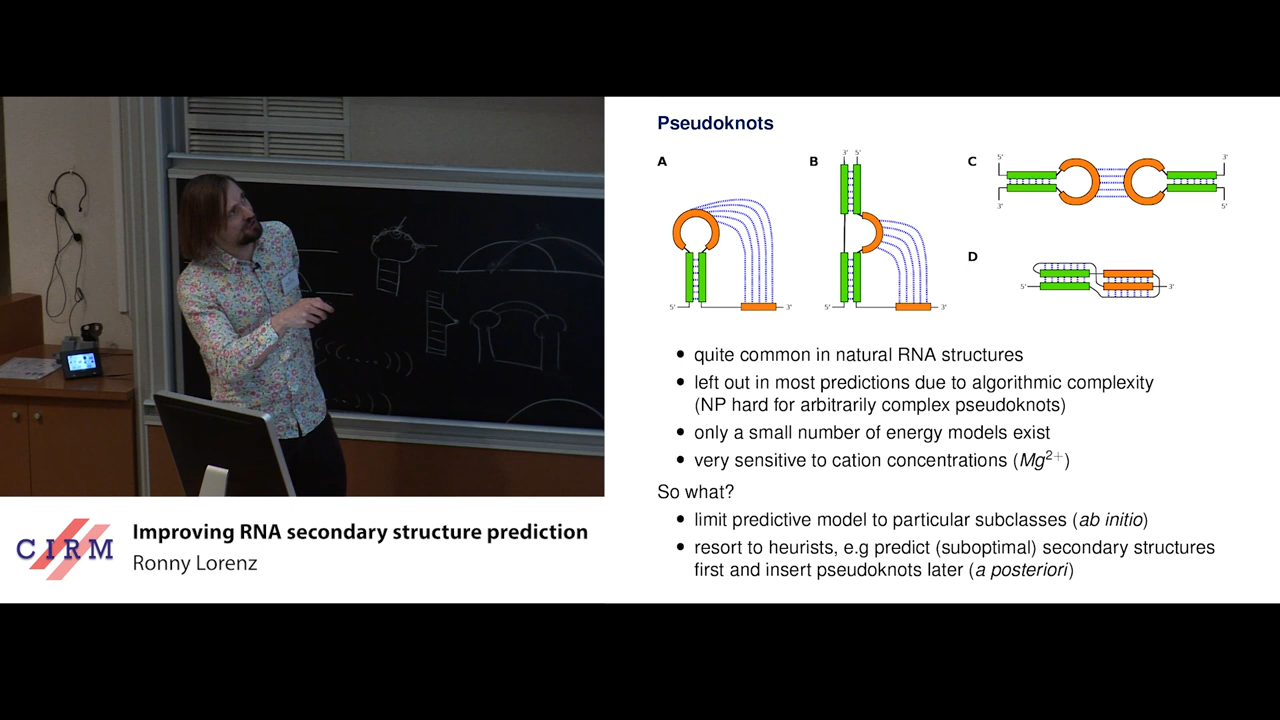 Pseudoknots
A
B
C
D
5'
3'
3'
5'
5'
3'
5'
3'
3'
5'
5'
3'
3'
5'
• quite common in natural RNA structures
• left out in most predictions due to algorithmic complexity
(NP hard for arbitrarily complex pseudoknots)
• only a small number of energy models exist
• very sensitive to cation concentrations (Mg2+)
So what?
• limit predictive model to particular subclasses (ab initio)
• resort to heurists, e.g predict (suboptimal) secondary structures
first and insert pseudoknots later (a posteriori)
CIRM
Improving RNA secondary structure prediction
Ronny Lorenz